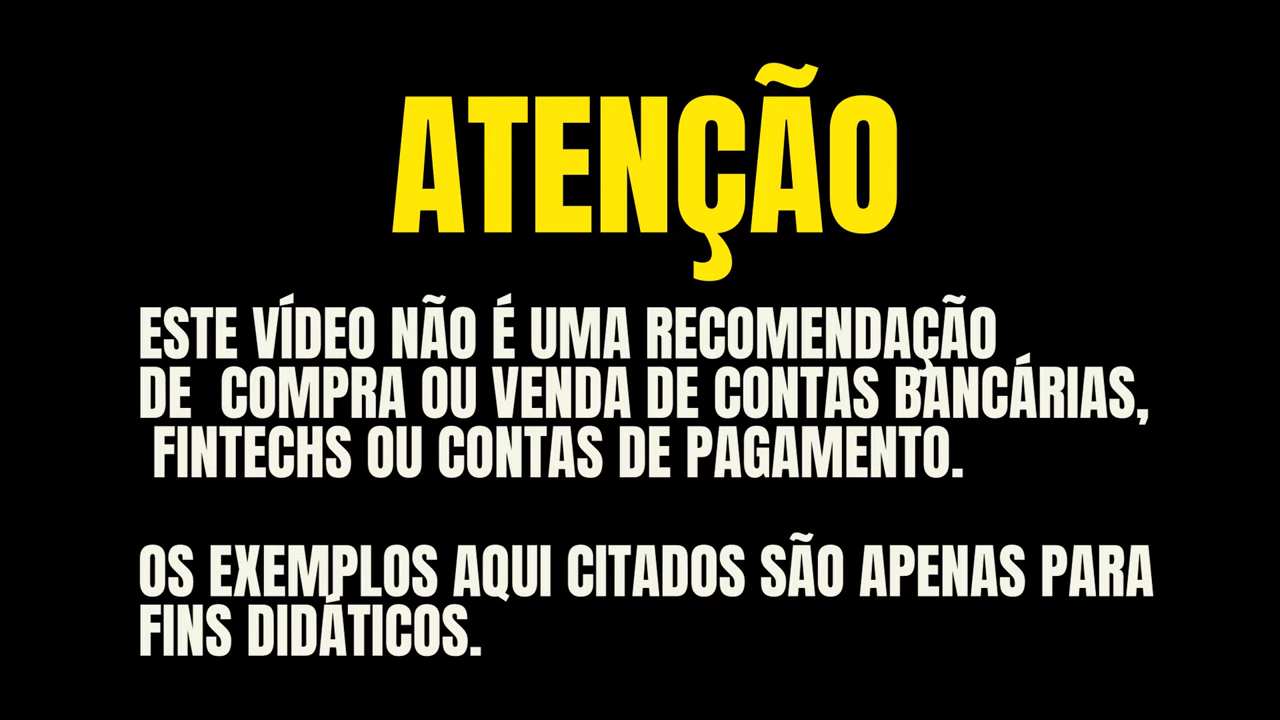 ATENÇÃO
ESTE VÍDEO NÃO É UMA RECOMENDAÇÃO
DE COMPRA OU VENDA DE CONTAS BANCÁRIAS,
FINTECHS OU CONTAS DE PAGAMENTO.
OS EXEMPLOS AQUI CITADOS SÃO APENAS PARA
FINS DIDÁTICOS.